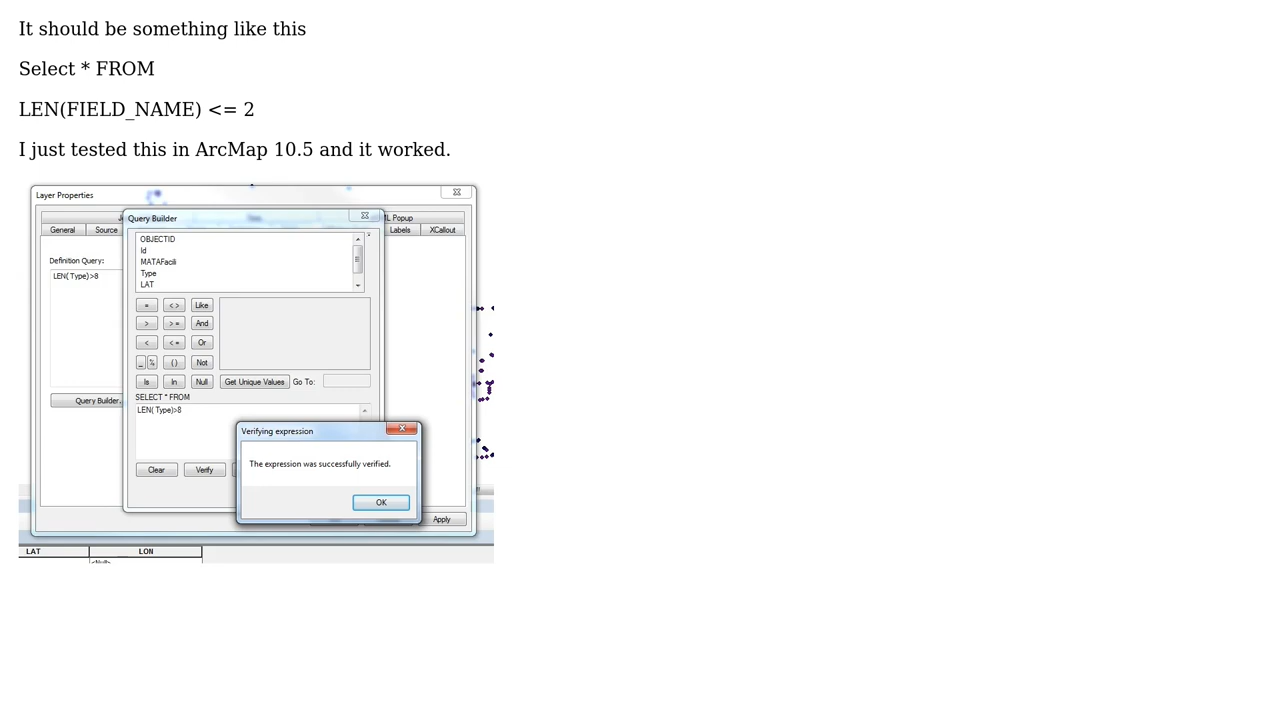 It should be something like this
Select * FROM
LEN(FIELD_NAME) <= 2
I just tested this in ArcMap 10.5 and it worked.
Layer Properties
Query Builder
ML Popup
General
Source
Labels
XCallout
OBJECTID
Id
MATAFacili
Type
LAT
Definition Query:
LEN( Type)>8
= < > Like
> > = And
< < = Or
_ % ( ) Not
Is In Null Get Unique Values Go To:
Query Builder.
SELECT * FROM
LEN( Type)>8
Verifying expression
The expression was successfully verified.
Clear Verify
OK
Apply
LAT LON